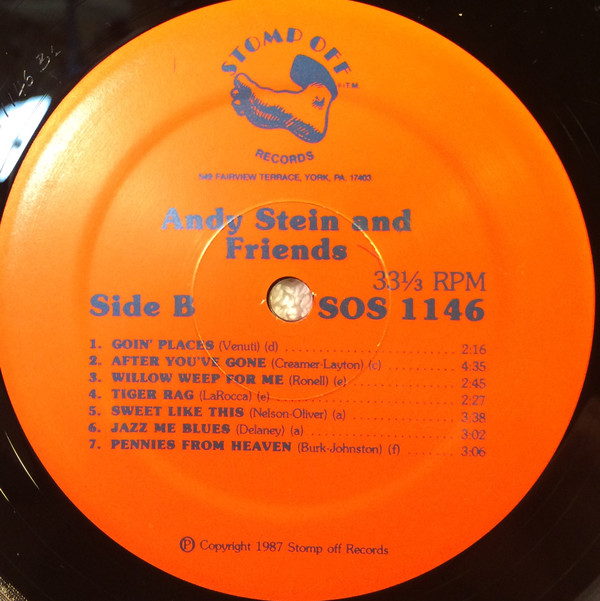 STOMP OFF
TM
RECORDS
549 FAIRVIEW TERRACE, YORK, PA. 17403
Andy Stein and
Friends
33⅓ RPM
Side B
SOS 1146
1. GOIN' PLACES (Venuti) (d) 2:16
2. AFTER YOU'VE GONE (Creamer-Layton) (c) 4:35
3. WILLOW WEEP FOR ME (Ronell) (e) 2:45
4. TIGER RAG (LaRocca) (e) 2:27
5. SWEET LIKE THIS (Nelson-Oliver) (a) 3:38
6. JAZZ ME BLUES (Delaney) (a) 3:02
7. PENNIES FROM HEAVEN (Burk-Johnston) (f) 3:06
Ⓟ Copyright 1987 Stomp off Records